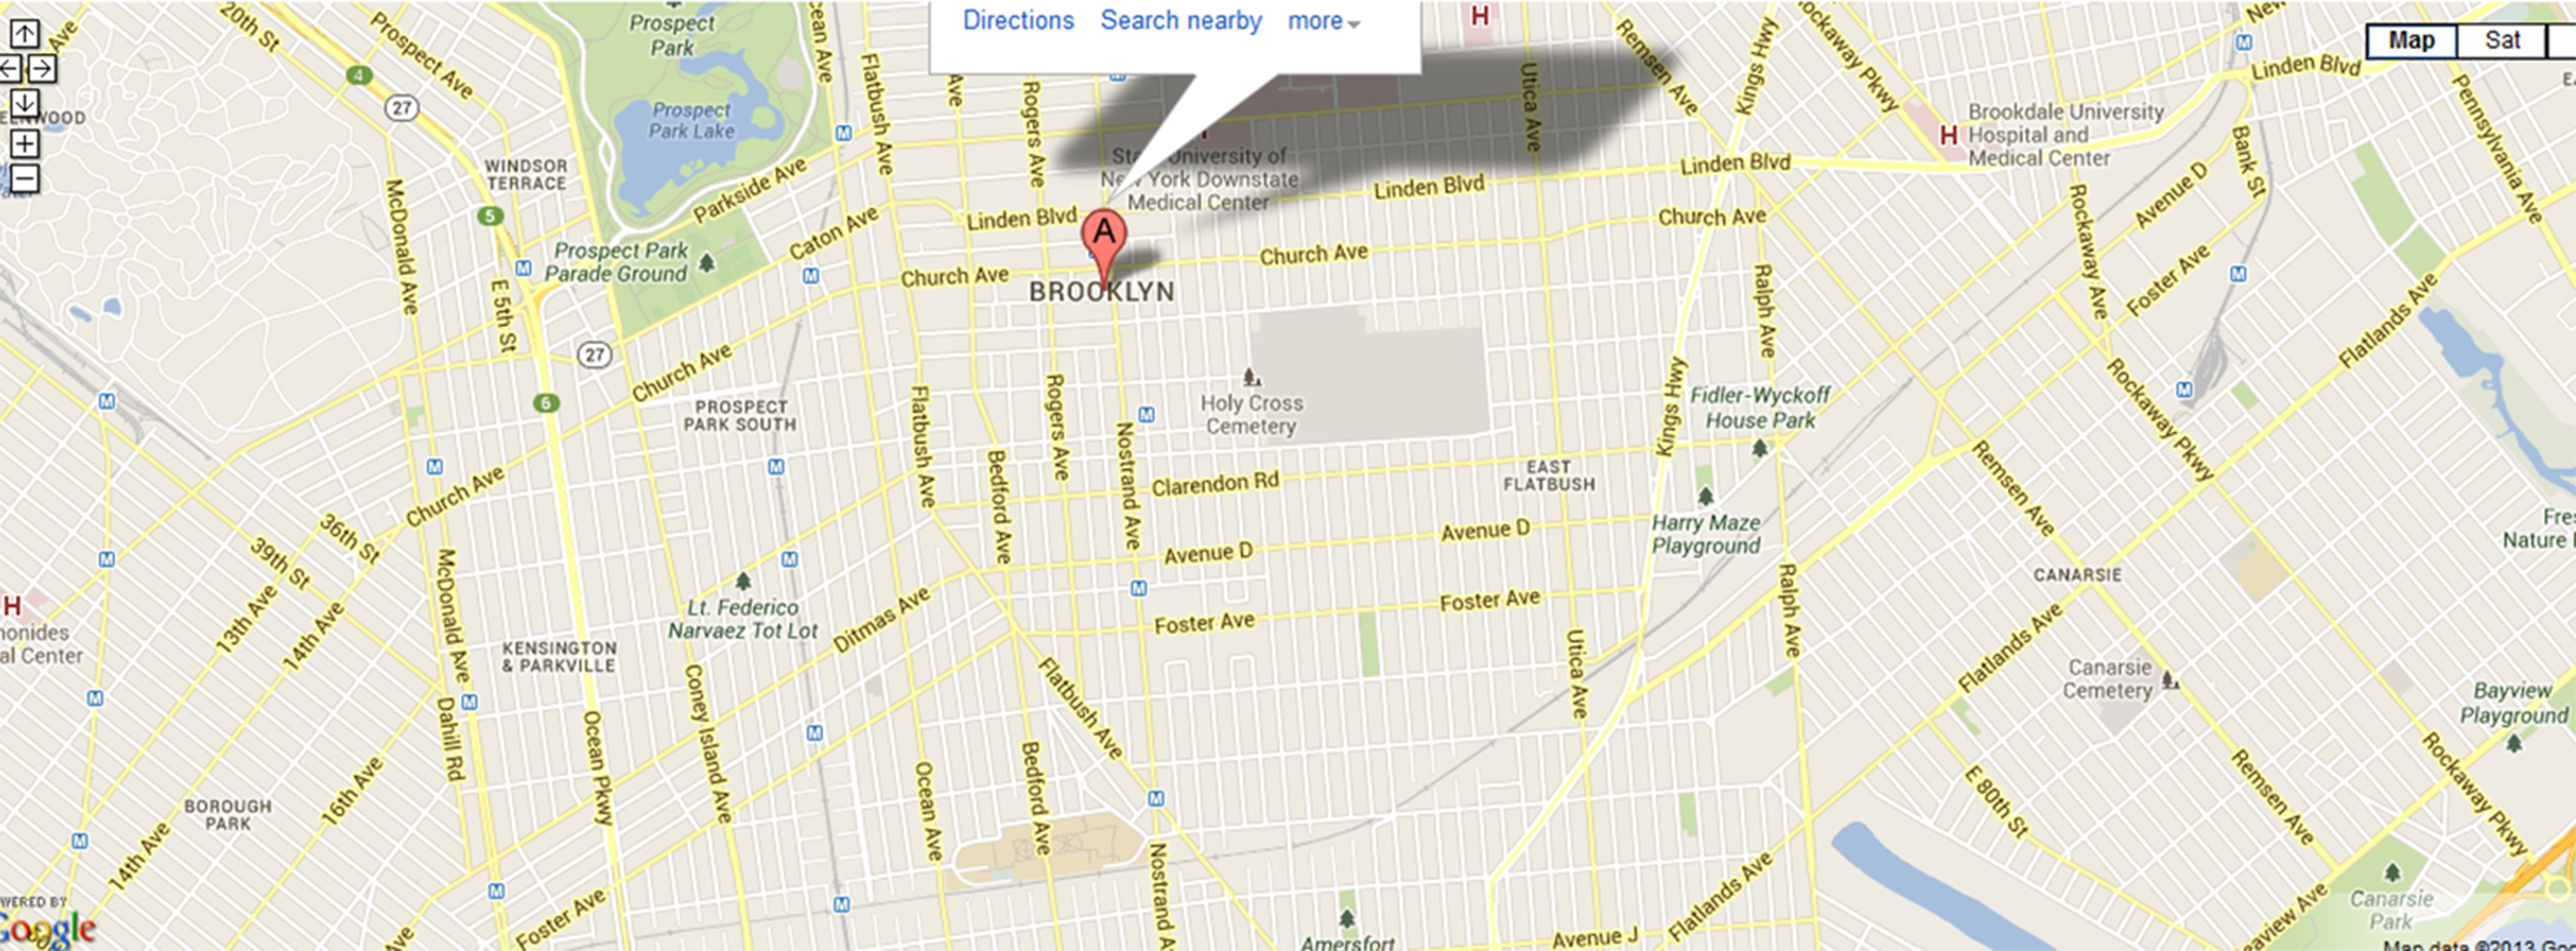 Directions Search nearby more
Map
Sat
20th St
Prospect Ave
Prospect
Park
Flatbush Ave
Rogers Ave
Utica Ave
Remsen Ave
Kings Hwy
Rockaway Pkwy
Linden Blvd
Pennsylvania Ave
4
27
Prospect
Park Lake
WINDSOR
TERRACE
H
H
Brookdale University
Hospital and
Medical Center
M
M
State University of
New York Downstate
Medical Center
McDonald Ave
5
Parkside Ave
Caton Ave
Linden Blvd
Linden Blvd
Linden Blvd
Avenue D
Bank St
Prospect Park
Parade Ground
Church Ave
A
Church Ave
Church Ave
BROOKLYN
Rockaway Ave
Foster Ave
M
M
M
E 5th St
Ralph Ave
Flatlands Ave
27
6
Church Ave
PROSPECT
PARK SOUTH
Flatbush Ave
Rogers Ave
Nostrand Ave
M
Holy Cross
Cemetery
Kings Hwy
Fidler-Wyckoff
House Park
Rockaway Pkwy
M
M
M
M
Church Ave
Bedford Ave
Clarendon Rd
EAST
FLATBUSH
Harry Maze
Playground
Remsen Ave
36th St
39th St
M
M
Avenue D
Avenue D
CANARSIE
Nature
McDonald Ave
13th Ave
14th Ave
Lt. Federico
Narvaez Tot Lot
Ditmas Ave
M
Foster Ave
Foster Ave
Ralph Ave
Flatlands Ave
H
al Center
KENSINGTON
& PARKVILLE
Coney Island Ave
Flatbush Ave
Utica Ave
Canarsie
Cemetery
Bayview
Playground
M
M
Dahill Rd
Ocean Pkwy
M
Ocean Ave
Bedford Ave
M
E 80th St
Remsen Ave
Rockaway Pkwy
BOROUGH
PARK
16th Ave
14th Ave
M
M
Foster Ave
M
Nostrand A
Flatlands Ave
Canarsie
Park
WERED BY
Google
Ave
Amersfort
Avenue J
eaview Ave
Map data ©2013 Go